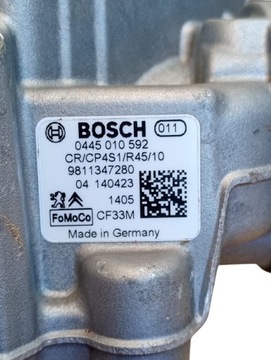 BOSCH 011
0445 010 592
CR/CP4S1/R45/10
9811347280
04 140423
1405
FoMoCo CF33M
Made in Germany